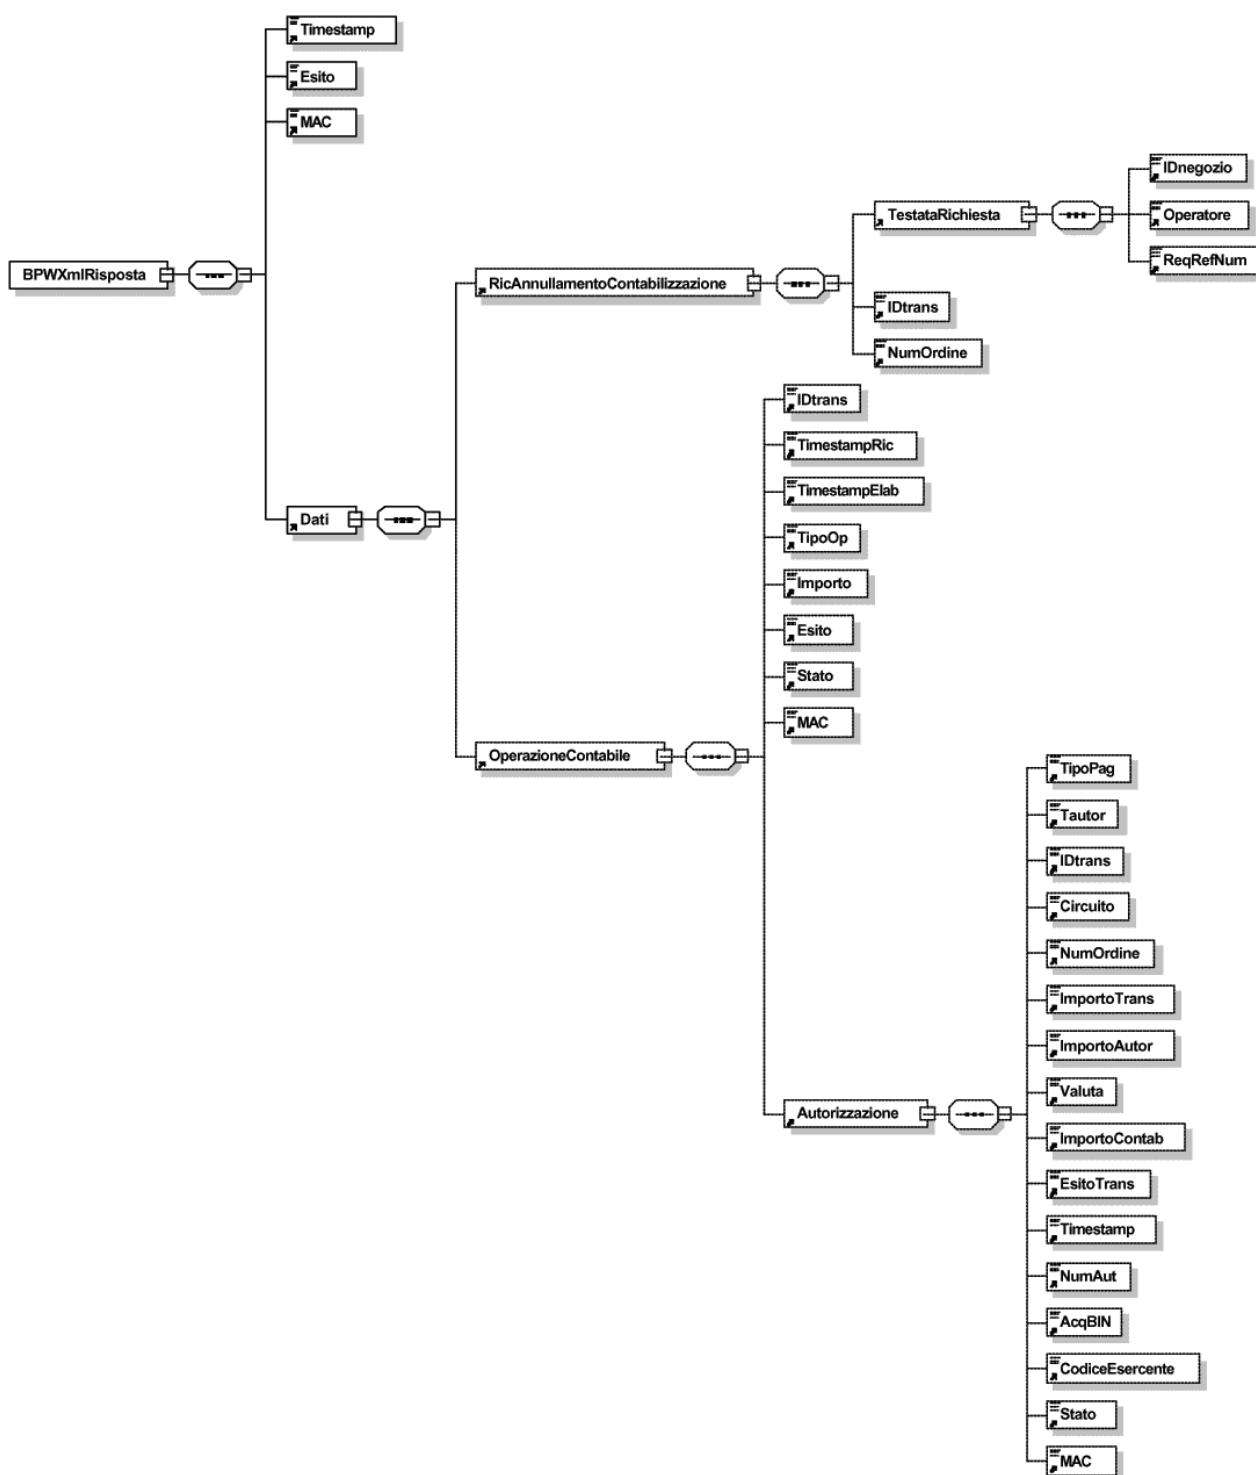 Timestamp
Esito
MAC
BPWXmlRisposta
Dati
RicAnnullamentoContabilizzazione
TestataRichiesta
IDnegozio
Operatore
ReqRefNum
IDtrans
NumOrdine
OperazioneContabile
IDtrans
TimestampRic
TimestampElab
TipoOp
Importo
Esito
Stato
MAC
Autorizzazione
TipoPag
Tautor
IDtrans
Circuito
NumOrdine
ImportoTrans
ImportoAutor
Valuta
ImportoContab
EsitoTrans
Timestamp
NumAut
AcqBIN
CodiceEsercente
Stato
MAC